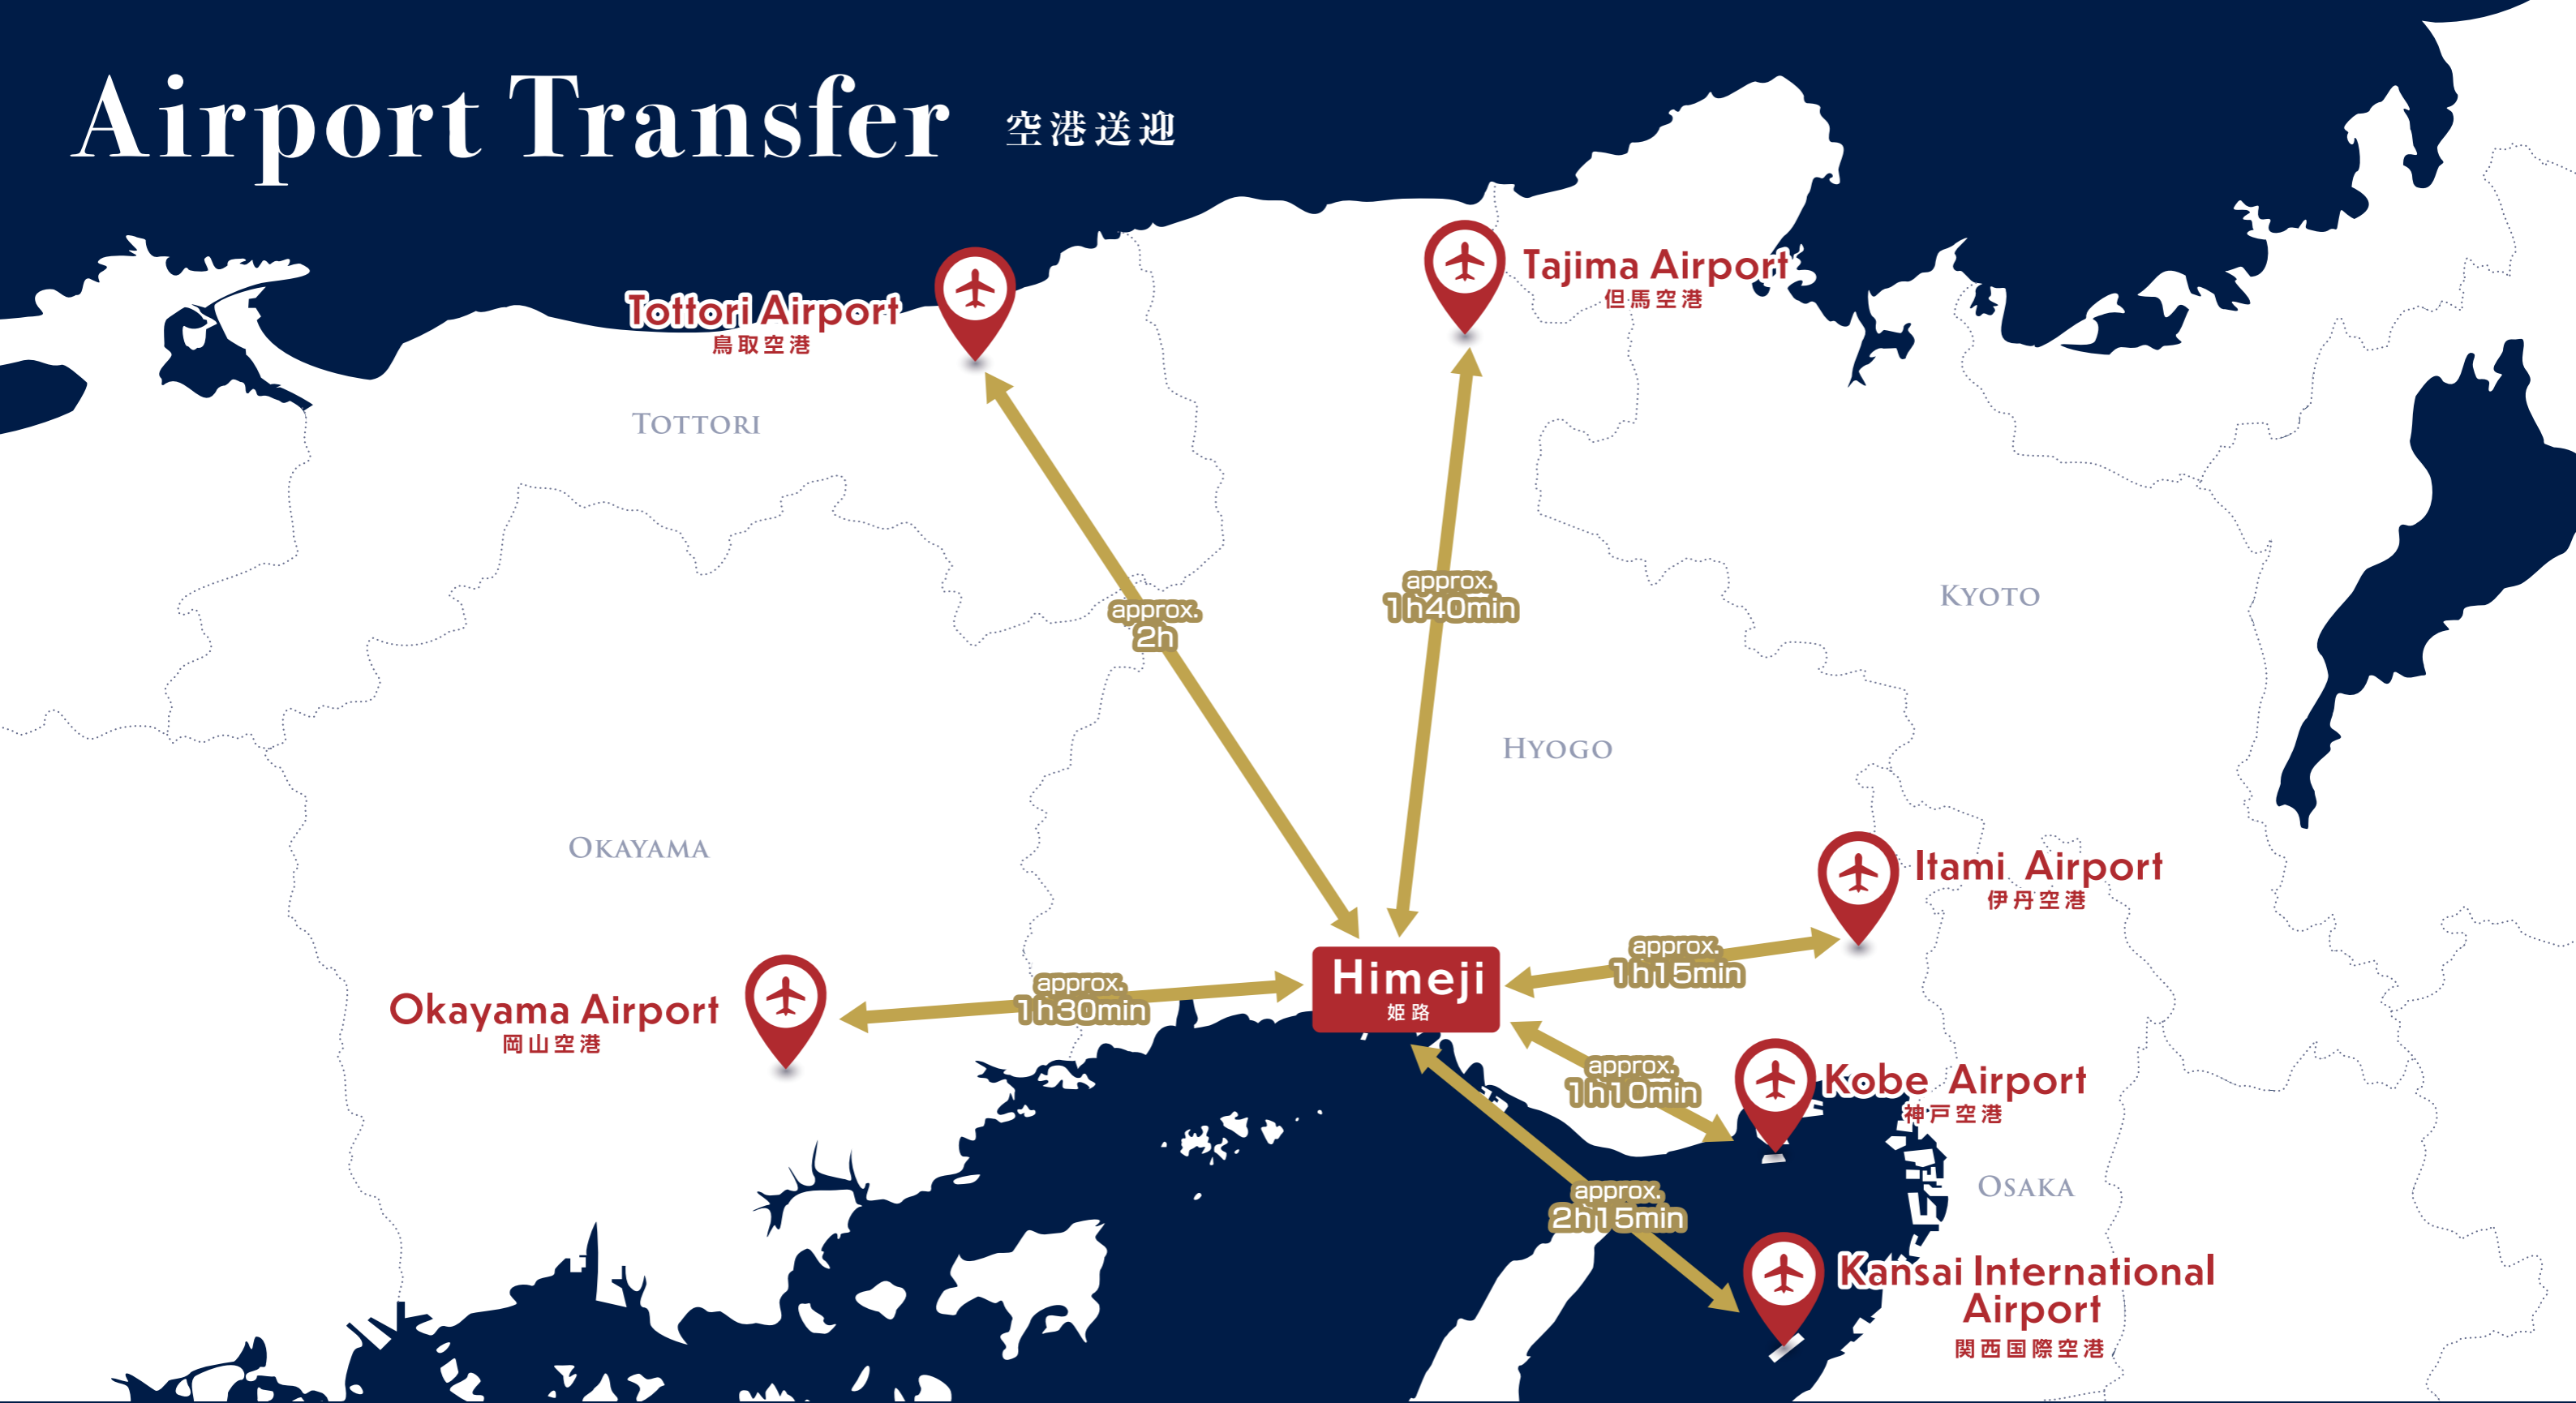 Airport Transfer 空港送迎
Tottori Airport
鳥取空港
Tajima Airport
但馬空港
TOTTORI
approx.
2h
approx.
1h40min
KYOTO
HYOGO
OKAYAMA
Itami Airport
伊丹空港
approx.
1h15min
Himeji
姫路
approx.
1h30min
Okayama Airport
岡山空港
approx.
1h10min
Kobe Airport
神戸空港
OSAKA
approx.
2h15min
Kansai International
Airport
関西国際空港